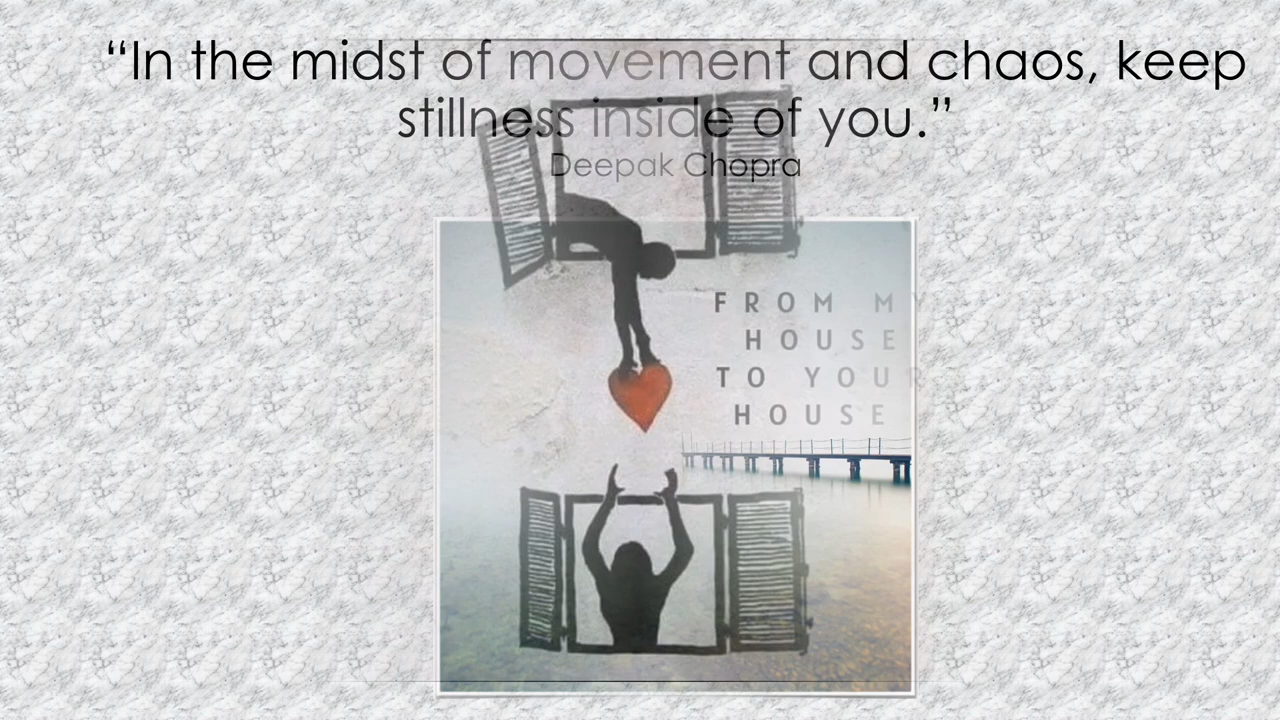 “In the midst of movement and chaos, keep
stillness inside of you.”
Deepak Chopra
FROM MY
HOUSE
TO YOUR
HOUSE